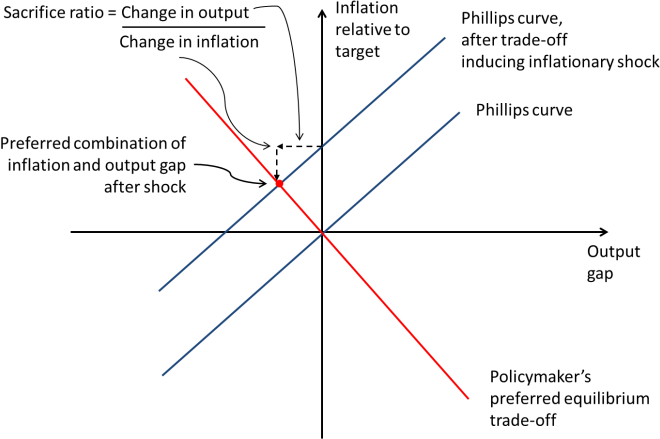 Sacrifice ratio = Change in output
Change in inflation
Inflation
relative to
target
Phillips curve,
after trade-off
inducing inflationary shock
Phillips curve
Preferred combination of
inflation and output gap
after shock
Output
gap
Policymaker's
preferred equilibrium
trade-off